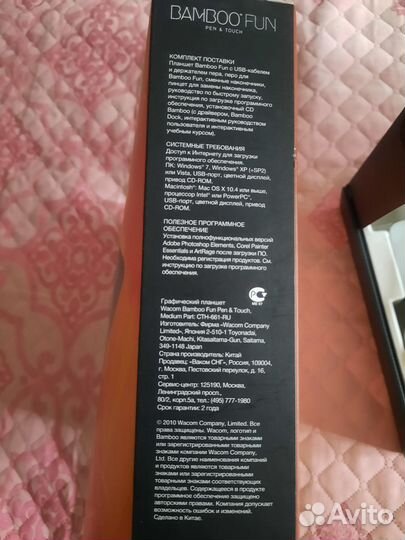 BAMBOO FUN
PEN & TOUCH
КОМПЛЕКТ ПОСТАВКИ
Планшет Bamboo Fun с USB-кабелем
и держателем пера, перо для
Bamboo Fun, сменные наконечники,
пинцет для замены наконечника,
руководство по быстрому запуску,
инструкция по загрузке программного
обеспечения, установочный CD
Bamboo (с драйвером, Bamboo
Dock, интерактивным руководством
пользователя и интерактивным
учебным курсом).
СИСТЕМНЫЕ ТРЕБОВАНИЯ
Доступ к Интернету для загрузки
программного обеспечения.
ПК: Windows 7, Windows XP (+SP2)
или Vista, USB-порт, цветной дисплей,
привод CD-ROM.
Macintosh: Mac OS X 10.4 или выше,
процессор Intel или PowerPC,
USB-порт, цветной дисплей, привод
CD-ROM.
ПОЛЕЗНОЕ ПРОГРАММНОЕ
ОБЕСПЕЧЕНИЕ
Установка полнофункциональных версий
Adobe Photoshop Elements, Corel Painter
Essentials и ArtRage после загрузки ПО.
Необходима регистрация продуктов. См.
инструкцию по загрузке программного
обеспечения.
Графический планшет
Wacom Bamboo Fun Pen & Touch,
Medium Part: CTH-661-RU
Изготовитель: Фирма «Wacom Company
Limited», Япония 2-510-1 Toyonodai,
Otone-Machi, Kitasaitama-Gun, Saitama,
349-1148 Japan
Страна производитель: Китай
Продавец: «Ваком СНГ», Россия, 109004,
г. Москва, Пестовский переулок, д. 16,
стр. 1
Сервис-центр: 125190, Москва,
Ленинградский просп.,
80/2, корп.5а, тел.: (495) 777-1980
Срок гарантии: 2 года
© 2010 Wacom Company, Limited. Все
права защищены. Wacom, логотип и
Bamboo являются товарными знаками
или зарегистрированными товарными
знаками компании Wacom Company,
Ltd. Все другие наименования компаний
и продуктов являются товарными
знаками или зарегистрированными
товарными знаками соответствующих
владельцев. Содержащееся в продукте
программное обеспечение защищено
авторскими правами. Компания допускает
возможность ошибок и изменений.
Сделано в Китае.
Avito